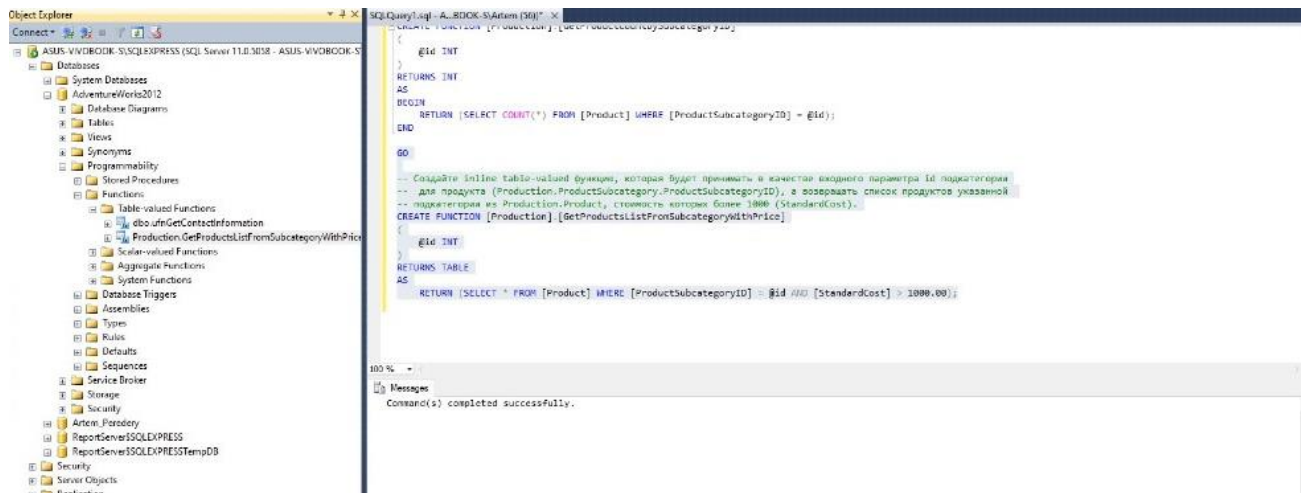 Object Explorer
Connect
ASUS-VIVOBOOK-S\SQLEXPRESS (SQL Server 11.0.5058 - ASUS-VIVOBOOK-S
Databases
System Databases
AdventureWorks2012
Database Diagrams
Tables
Views
Synonyms
Programmability
Stored Procedures
Functions
Table-valued Functions
dbo.ufnGetContactInformation
Production.GetProductsListFromSubcategoryWithPrice
Scalar-valued Functions
Aggregate Functions
System Functions
Database Triggers
Assemblies
Types
Rules
Defaults
Sequences
Service Broker
Storage
Security
Artem_Peredery
ReportServer$SQLEXPRESS
ReportServer$SQLEXPRESSTempDB
Security
Server Objects
Replication
SQLQuery1.sql - A...BOOK-S\Artem (56))*
CREATE FUNCTION [Production].[GetProductCountBySubcategoryID]
(
@id INT
)
RETURNS INT
AS
BEGIN
RETURN (SELECT COUNT(*) FROM [Product] WHERE [ProductSubcategoryID] = @id);
END
GO
-- Создайте inline table-valued функцию, которая будет принимать в качестве входного параметра id подкатегории
-- для продукта (Production.ProductSubcategory.ProductSubcategoryID), а возвращать список продуктов указанной
-- подкатегории из Production.Product, стоимость которых более 1000 (StandardCost).
CREATE FUNCTION [Production].[GetProductsListFromSubcategoryWithPrice]
(
@id INT
)
RETURNS TABLE
AS
RETURN (SELECT * FROM [Product] WHERE [ProductSubcategoryID] = @id AND [StandardCost] > 1000.00);
100 %
Messages
Command(s) completed successfully.